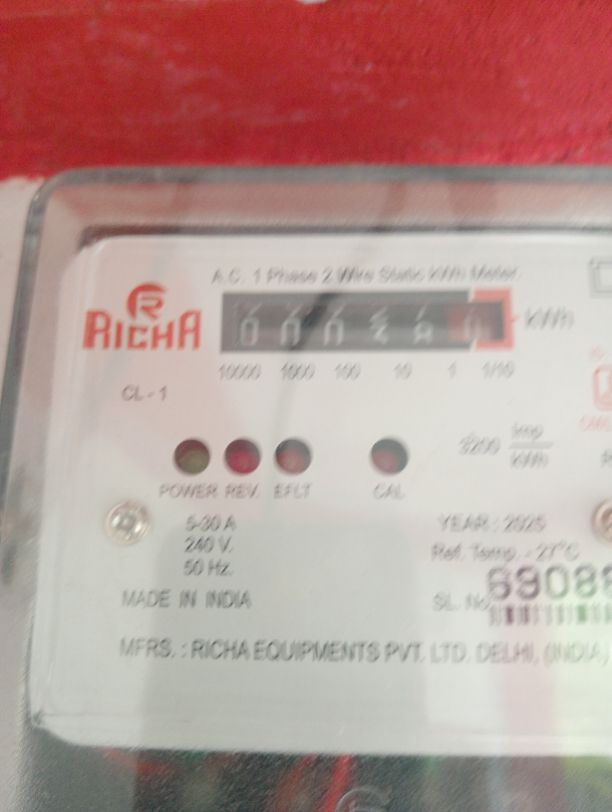 A.C. 1 Phase 2 Wire Static kWh Meter
R
RICHA
kWh
10000 1000 100 10 1 1/10
CL - 1
3200 Imp
kWh
POWER REV. EFLT CAL
5-30 A
240 V.
50 Hz.
YEAR : 2025
Ref. Temp. - 27°C
MADE IN INDIA
SL. No. 69089
MFRS. : RICHA EQUIPMENTS PVT. LTD. DELHI, (INDIA)